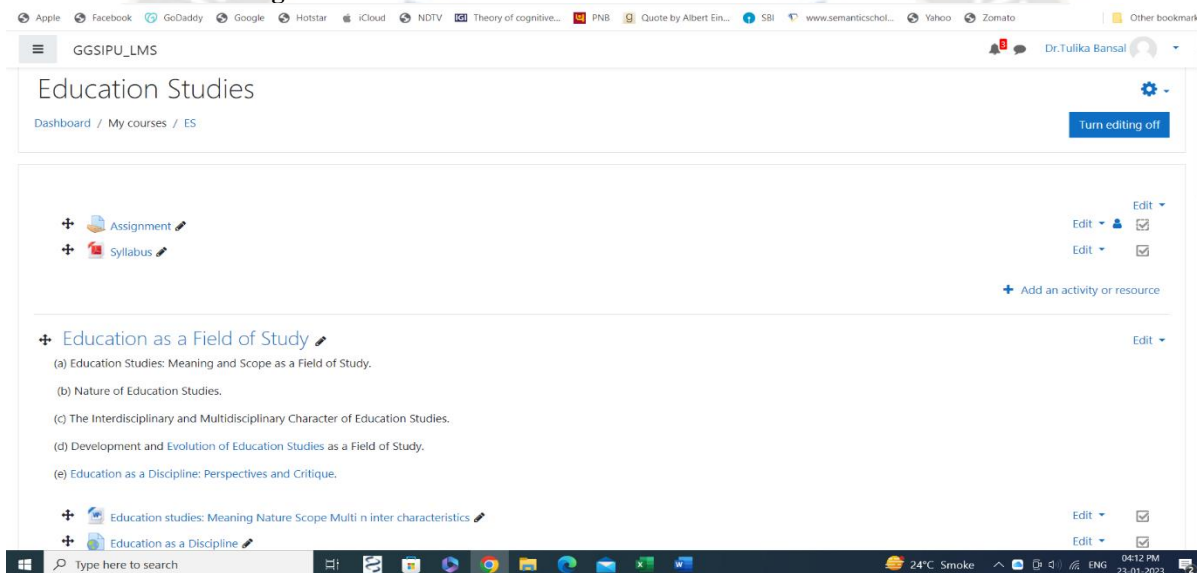 Apple Facebook GoDaddy Google Hotstar iCloud NDTV Theory of cognitive... PNB Quote by Albert Ein... SBI www.semanticschol... Yahoo Zomato Other bookmark
GGSIPU_LMS 3 Dr.Tulika Bansal
Education Studies
Dashboard / My courses / ES Turn editing off
Edit
Assignment Edit
Syllabus Edit
+ Add an activity or resource
Education as a Field of Study Edit
(a) Education Studies: Meaning and Scope as a Field of Study.
(b) Nature of Education Studies.
(c) The Interdisciplinary and Multidisciplinary Character of Education Studies.
(d) Development and Evolution of Education Studies as a Field of Study.
(e) Education as a Discipline: Perspectives and Critique.
Education studies: Meaning Nature Scope Multi n inter characteristics Edit
Education as a Discipline Edit
Type here to search 24°C Smoke ENG 04:12 PM
23-01-2023